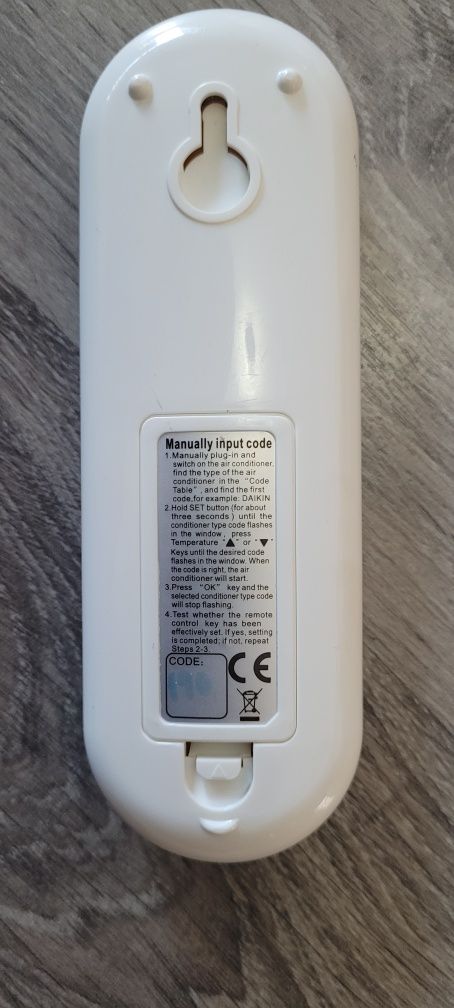 Manually input code
1.Manually plug-in and
switch on the air conditioner,
find the type of the air
conditioner in the "Code
Table", and find the first
code,for example: DAIKIN
2.Hold SET button (for about
three seconds) until the
conditioner type code flashes
in the window, press
Temperature "▲" or "▼"
Keys until the desired code
flashes in the window. When
the code is right, the air
conditioner will start.
3.Press "OK" key and the
selected conditioner type code
will stop flashing.
4.Test whether the remote
control key has been
effectively set. If yes, setting
is completed; if not, repeat
Steps 2-3.
CODE:
CE